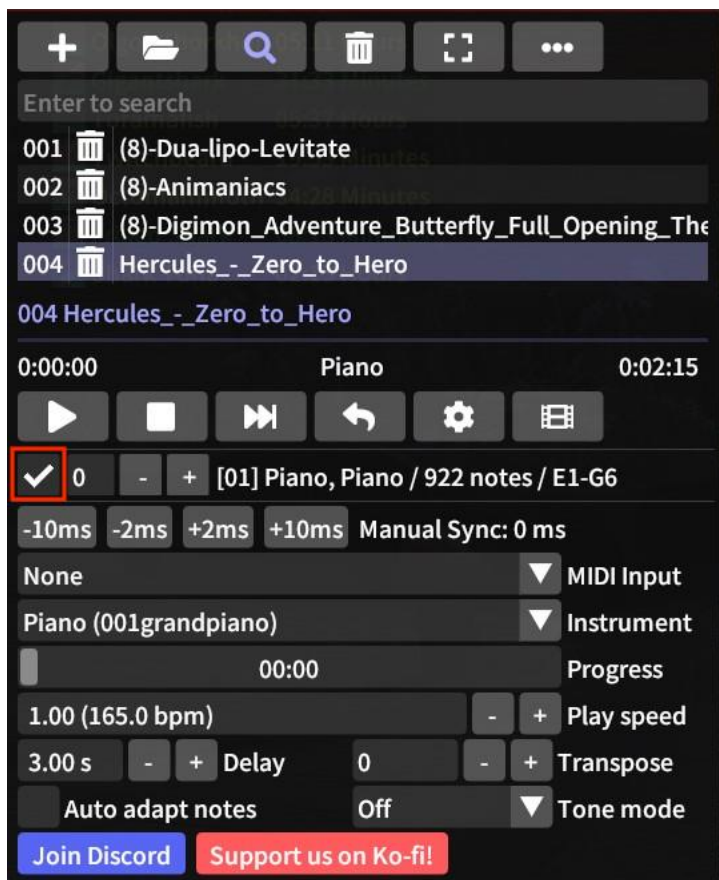 Enter to search
001 (8)-Dua-lipo-Levitate
002 (8)-Animaniacs
003 (8)-Digimon_Adventure_Butterfly_Full_Opening_The
004 Hercules_-_Zero_to_Hero
004 Hercules_-_Zero_to_Hero
0:00:00 Piano 0:02:15
0 - + [01] Piano, Piano / 922 notes / E1-G6
-10ms -2ms +2ms +10ms Manual Sync: 0 ms
None MIDI Input
Piano (001grandpiano) Instrument
00:00 Progress
1.00 (165.0 bpm) - + Play speed
3.00 s - + Delay 0 - + Transpose
Auto adapt notes Off Tone mode
Join Discord Support us on Ko-fi!